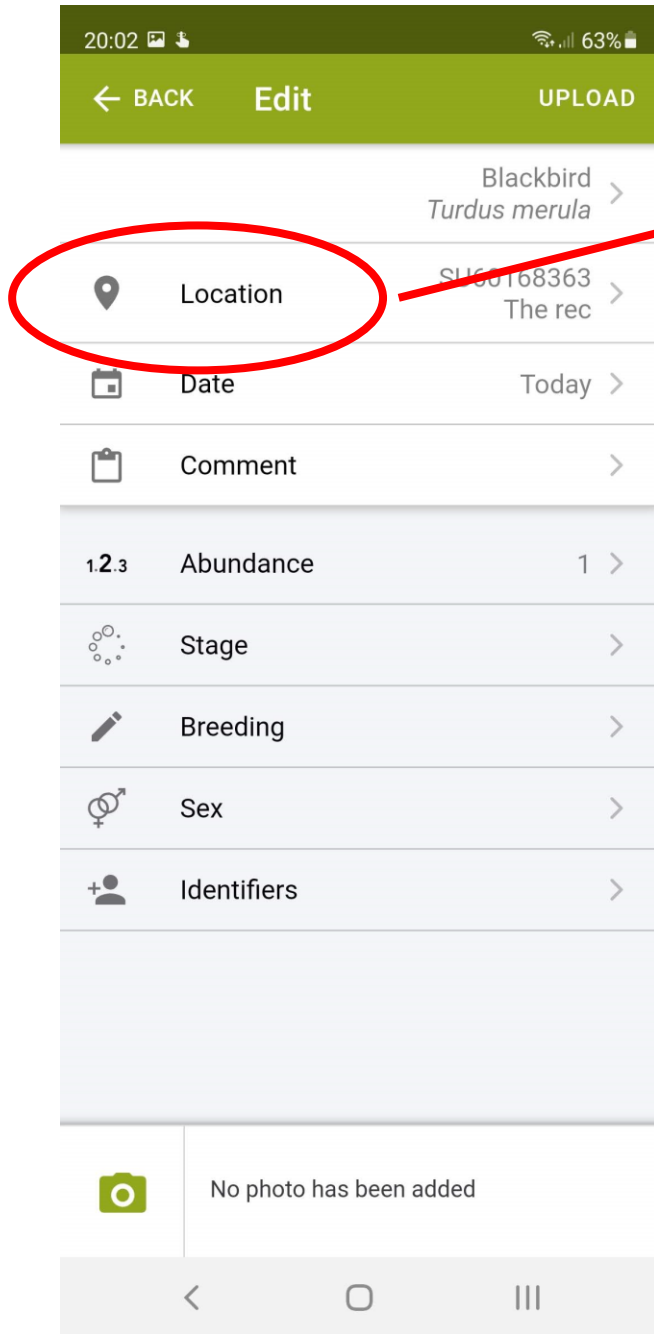 20:02 63%
BACK Edit UPLOAD
Blackbird
Turdus merula
Location SU60168363
The rec
Date Today
Comment
1.2.3 Abundance 1
Stage
Breeding
Sex
Identifiers
No photo has been added